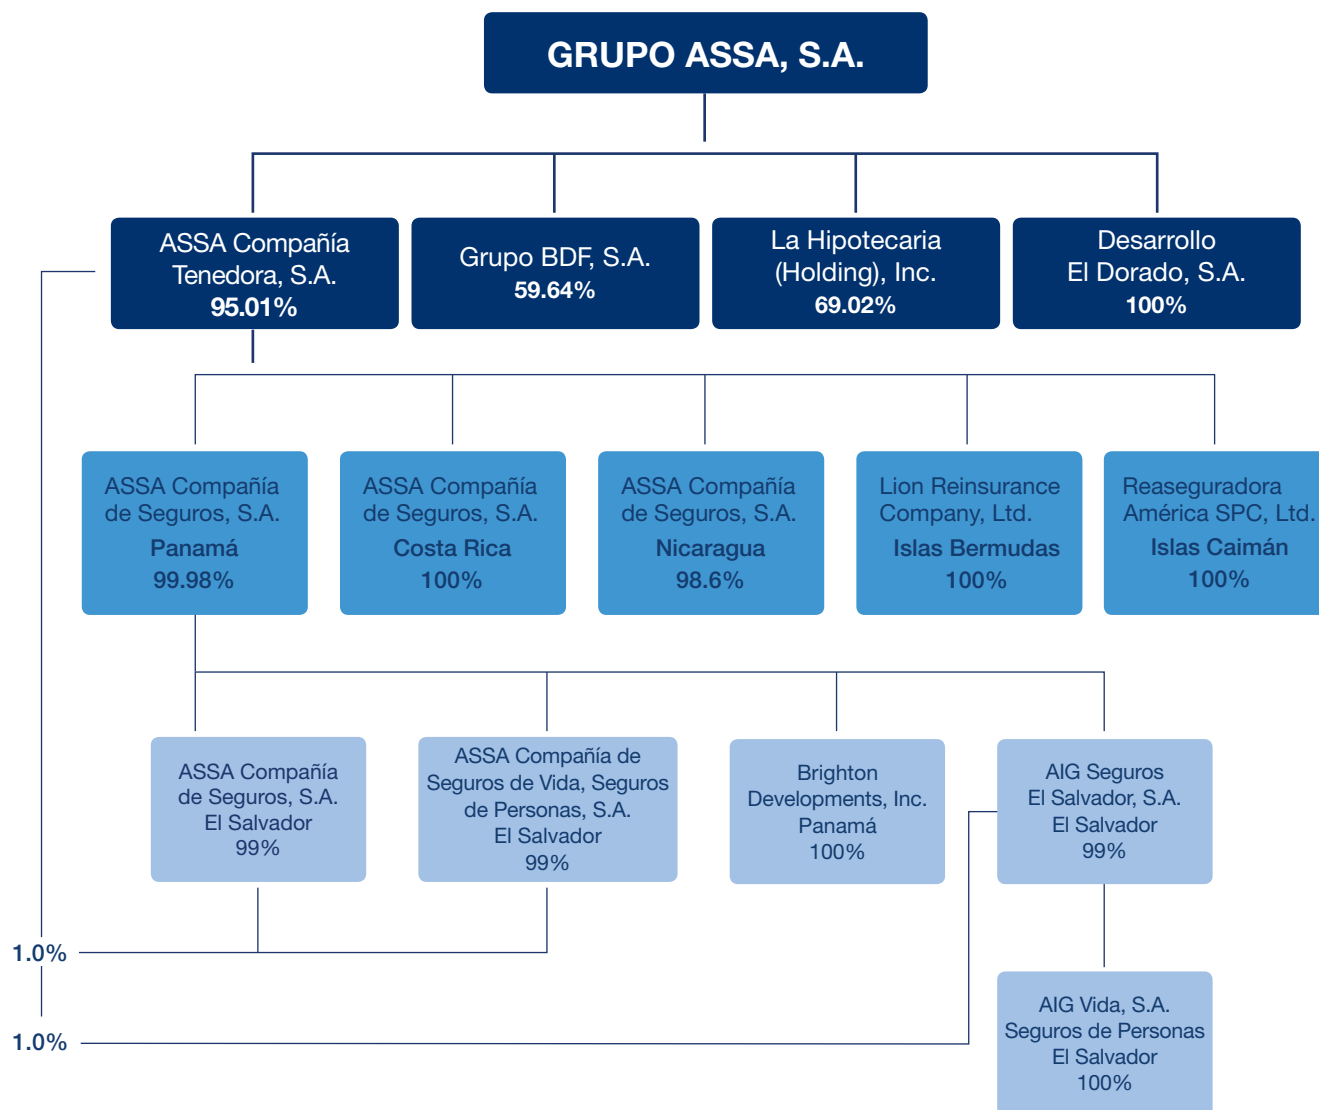 GRUPO ASSA, S.A.
ASSA Compañía
Tenedora, S.A.
95.01%
Grupo BDF, S.A.
59.64%
La Hipotecaria
(Holding), Inc.
69.02%
Desarrollo
El Dorado, S.A.
100%
ASSA Compañía
de Seguros, S.A.
Panamá
99.98%
ASSA Compañía
de Seguros, S.A.
Costa Rica
100%
ASSA Compañía
de Seguros, S.A.
Nicaragua
98.6%
Lion Reinsurance
Company, Ltd.
Islas Bermudas
100%
Reaseguradora
América SPC, Ltd.
Islas Caimán
100%
ASSA Compañía
de Seguros, S.A.
El Salvador
99%
ASSA Compañía de
Seguros de Vida, Seguros
de Personas, S.A.
El Salvador
99%
Brighton
Developments, Inc.
Panamá
100%
AIG Seguros
El Salvador, S.A.
El Salvador
99%
1.0%
1.0%
AIG Vida, S.A.
Seguros de Personas
El Salvador
100%